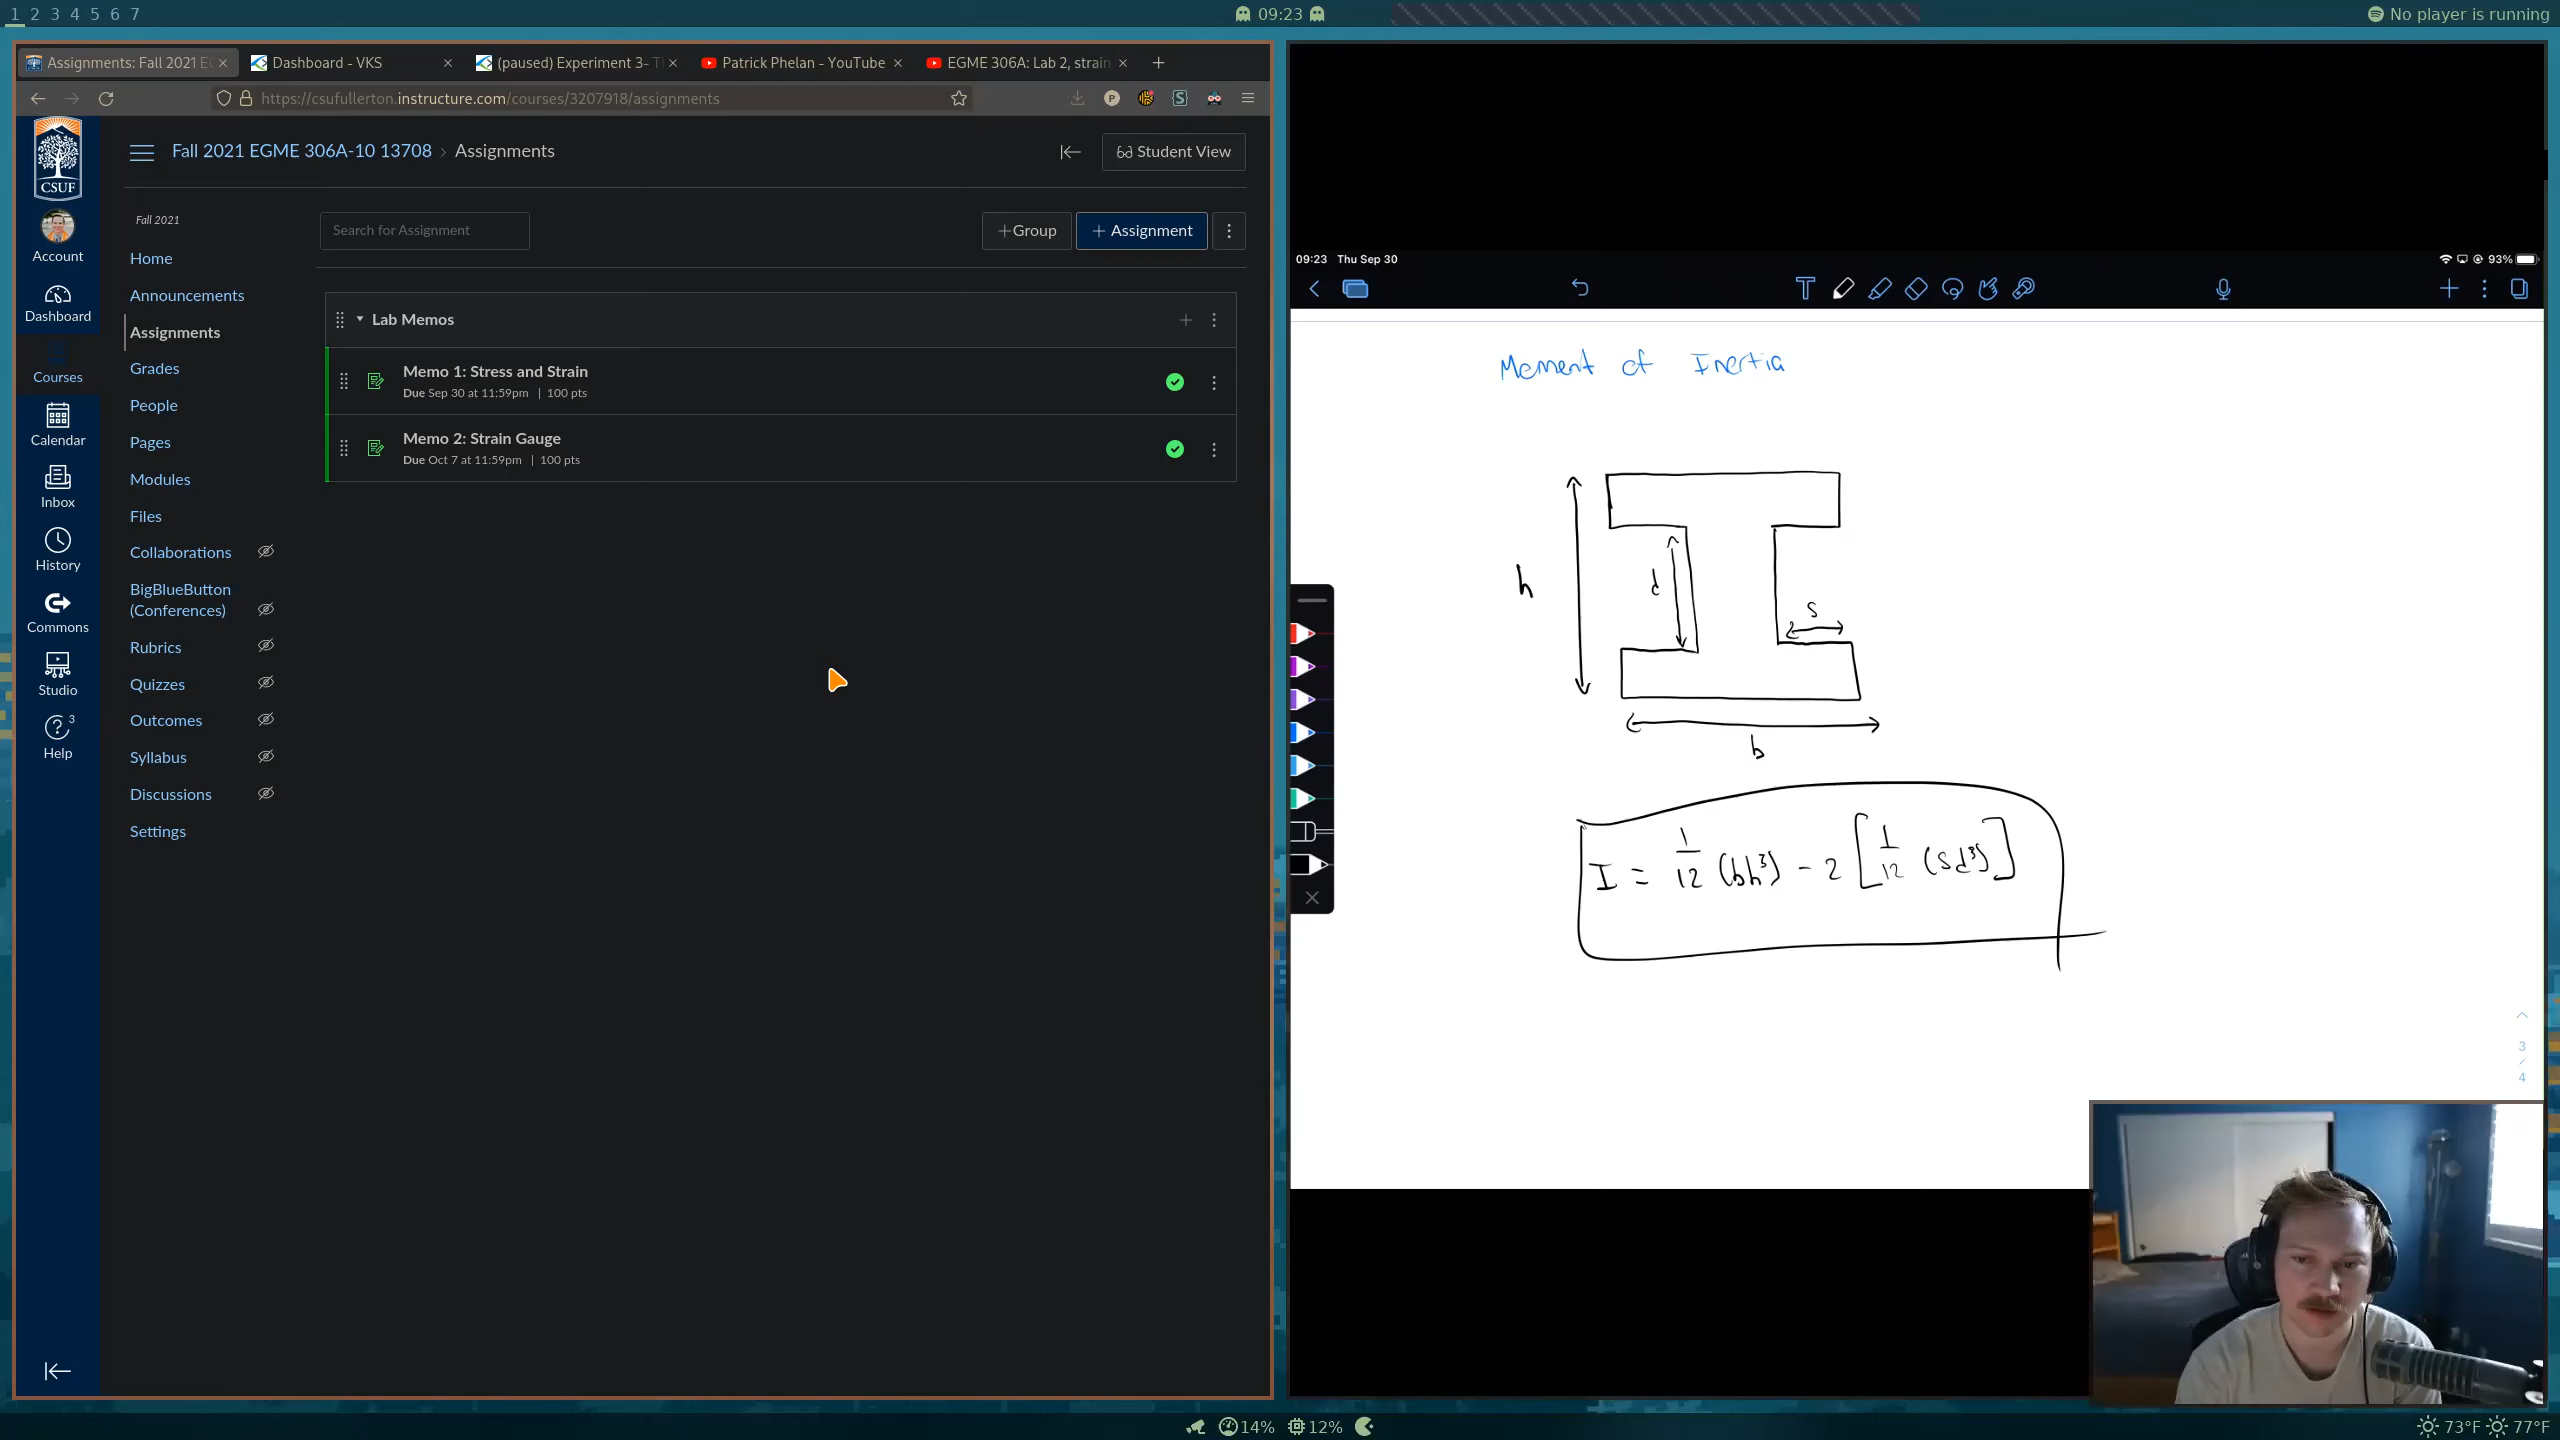 1 2 3 4 5 6 7
09:23
No player is running
Assignments: Fall 2021 E
Dashboard - VKS
(paused) Experiment 3- T
Patrick Phelan - YouTube
EGME 306A: Lab 2, strain
https://csufullerton.instructure.com/courses/3207918/assignments
CSUF
Account
Dashboard
Courses
Calendar
Inbox
History
Commons
Studio
3
Help
Fall 2021 EGME 306A-10 13708 › Assignments
Student View
Fall 2021
Home
Announcements
Assignments
Grades
People
Pages
Modules
Files
Collaborations
BigBlueButton
(Conferences)
Rubrics
Quizzes
Outcomes
Syllabus
Discussions
Settings
Search for Assignment
+Group
+ Assignment
Lab Memos
Memo 1: Stress and Strain
Due Sep 30 at 11:59pm | 100 pts
Memo 2: Strain Gauge
Due Oct 7 at 11:59pm | 100 pts
09:23 Thu Sep 30
93%
Moment of Inertia
h
d
s
b
I = 1/12 (bh³) - 2 [1/12 (sd³)]
3
/
4
14% 12%
73°F 77°F